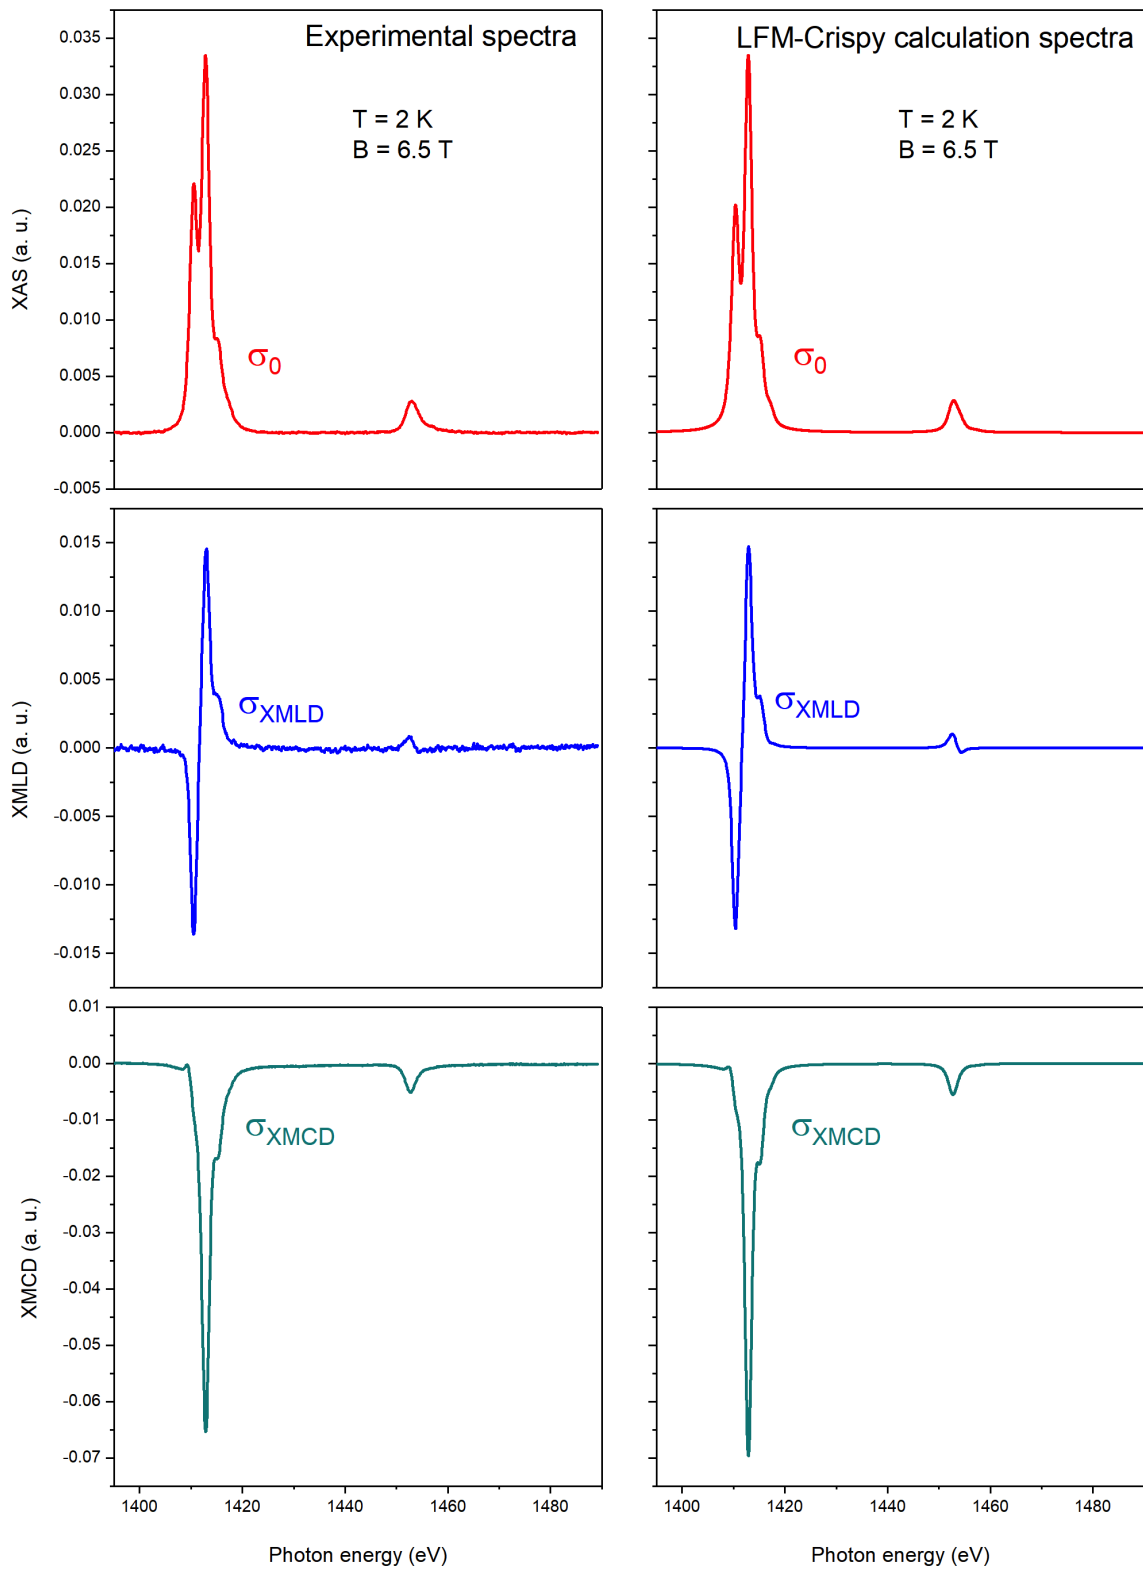 Experimental spectra
LFM-Crispy calculation spectra
T = 2 K
B = 6.5 T
T = 2 K
B = 6.5 T
XAS (a. u.)
0.035
0.030
0.025
0.020
0.015
0.010
0.005
0.000
-0.005
σ0
σ0
XMLD (a. u.)
0.015
0.010
0.005
0.000
-0.005
-0.010
-0.015
σXMLD
σXMLD
XMCD (a. u.)
0.01
0.00
-0.01
-0.02
-0.03
-0.04
-0.05
-0.06
-0.07
σXMCD
σXMCD
1400 1420 1440 1460 1480
1400 1420 1440 1460 1480
Photon energy (eV)
Photon energy (eV)